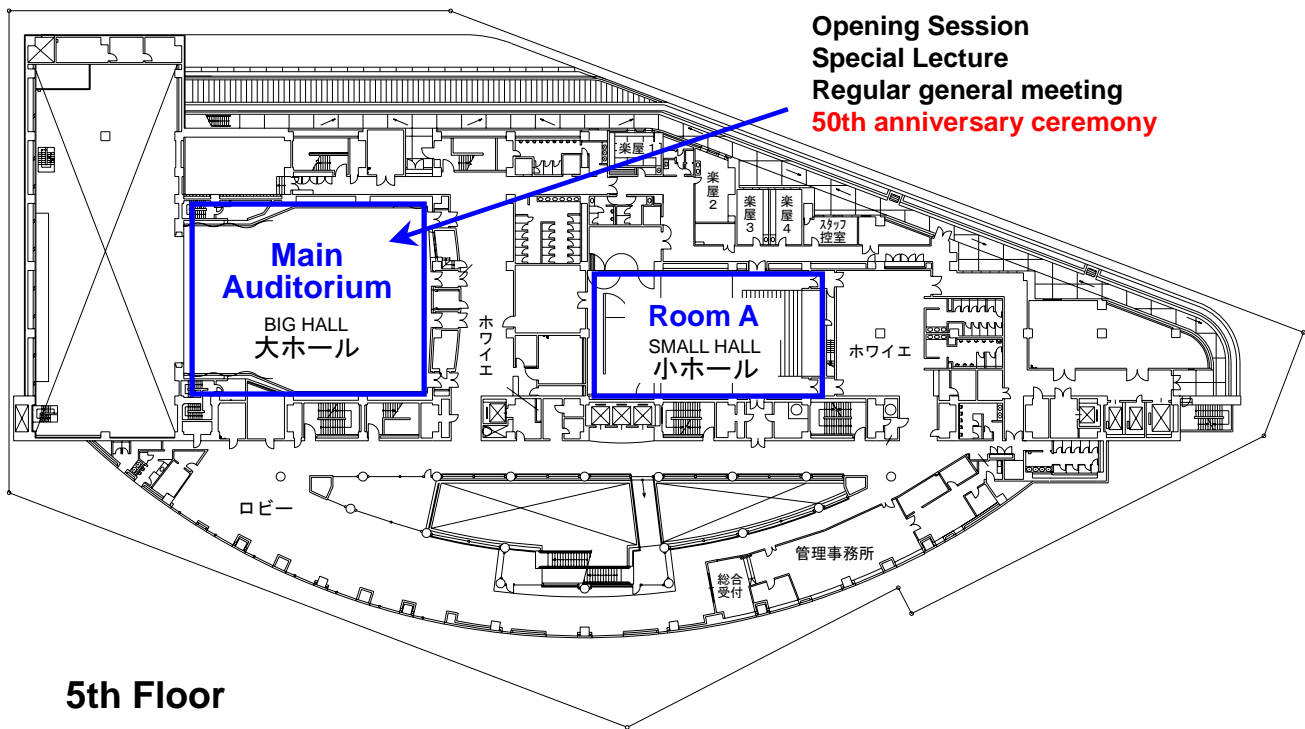 Opening Session
Special Lecture
Regular general meeting
50th anniversary ceremony
楽屋1
楽屋2
楽屋3
楽屋4
スタッフ
控室
Main
Auditorium
BIG HALL
大ホール
ホワイエ
Room A
SMALL HALL
小ホール
ホワイエ
ロビー
管理事務所
総合
受付
5th Floor